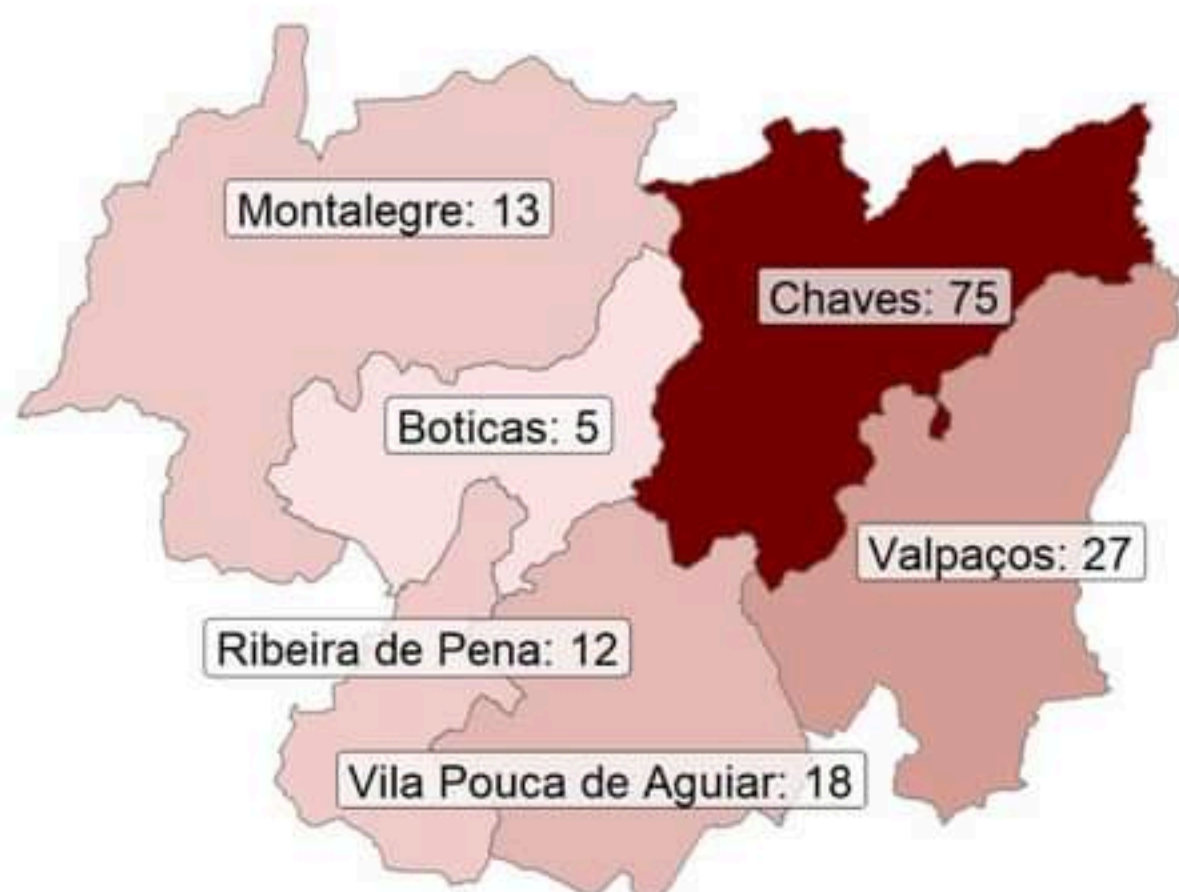 Montalegre: 13
Chaves: 75
Boticas: 5
Valpaços: 27
Ribeira de Pena: 12
Vila Pouca de Aguiar: 18